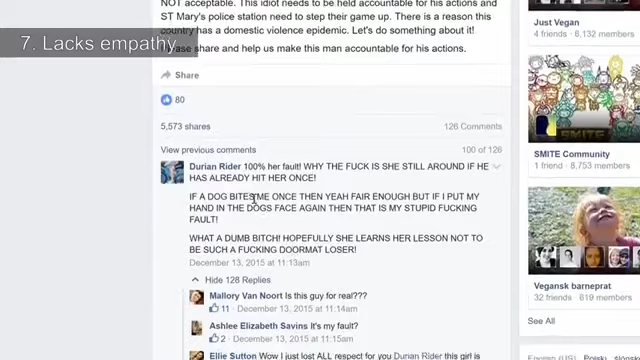 NOT acceptable. This idiot needs to be held accountable for his actions and
ST Mary's police station need to step their game up. There is a reason this
country has a domestic violence epidemic. Let's do something about it!
7. Lacks empathy
ase share and help us make this man accountable for his actions.
Share
80
5,573 shares
126 Comments
View previous comments
100 of 126
Durian Rider 100% her fault! WHY THE FUCK IS SHE STILL AROUND IF HE
HAS ALREADY HIT HER ONCE!
IF A DOG BITES ME ONCE THEN YEAH FAIR ENOUGH BUT IF I PUT MY
HAND IN THE DOGS FACE AGAIN THEN THAT IS MY STUPID FUCKING
FAULT!
WHAT A DUMB BITCH! HOPEFULLY SHE LEARNS HER LESSON NOT TO
BE SUCH A FUCKING DOORMAT LOSER!
December 13, 2015 at 11:13am
Hide 128 Replies
Mallory Van Noort Is this guy for real???
11 · December 13, 2015 at 11:14am
Ashlee Elizabeth Savins It's my fault?
2 · December 13, 2015 at 11:15am
Ellie Sutton Wow I just lost ALL respect for you Durian Rider this girl is
Just Vegan
4 friends · 6,132 members
SMITE
SMITE Community
1 friend · 8,753 members
Vegansk barneprat
32 friends · 619 members
See All